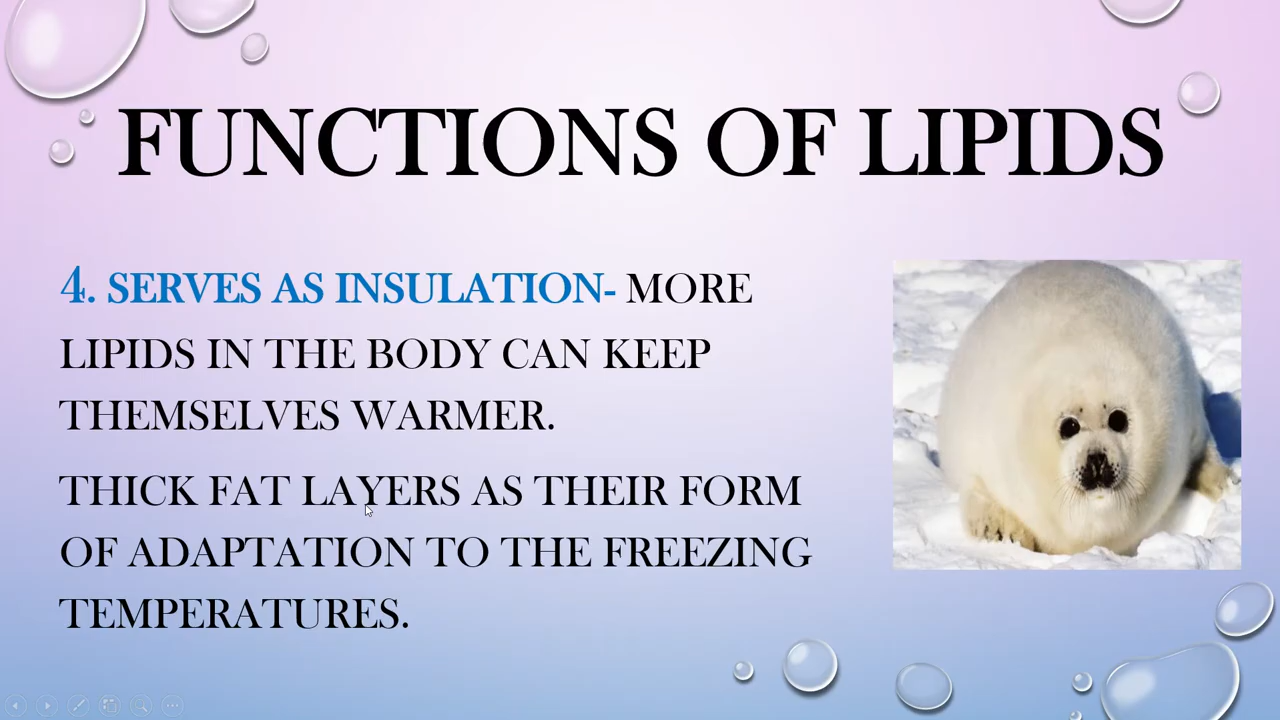 FUNCTIONS OF LIPIDS
4. SERVES AS INSULATION- MORE
LIPIDS IN THE BODY CAN KEEP
THEMSELVES WARMER.
THICK FAT LAYERS AS THEIR FORM
OF ADAPTATION TO THE FREEZING
TEMPERATURES.